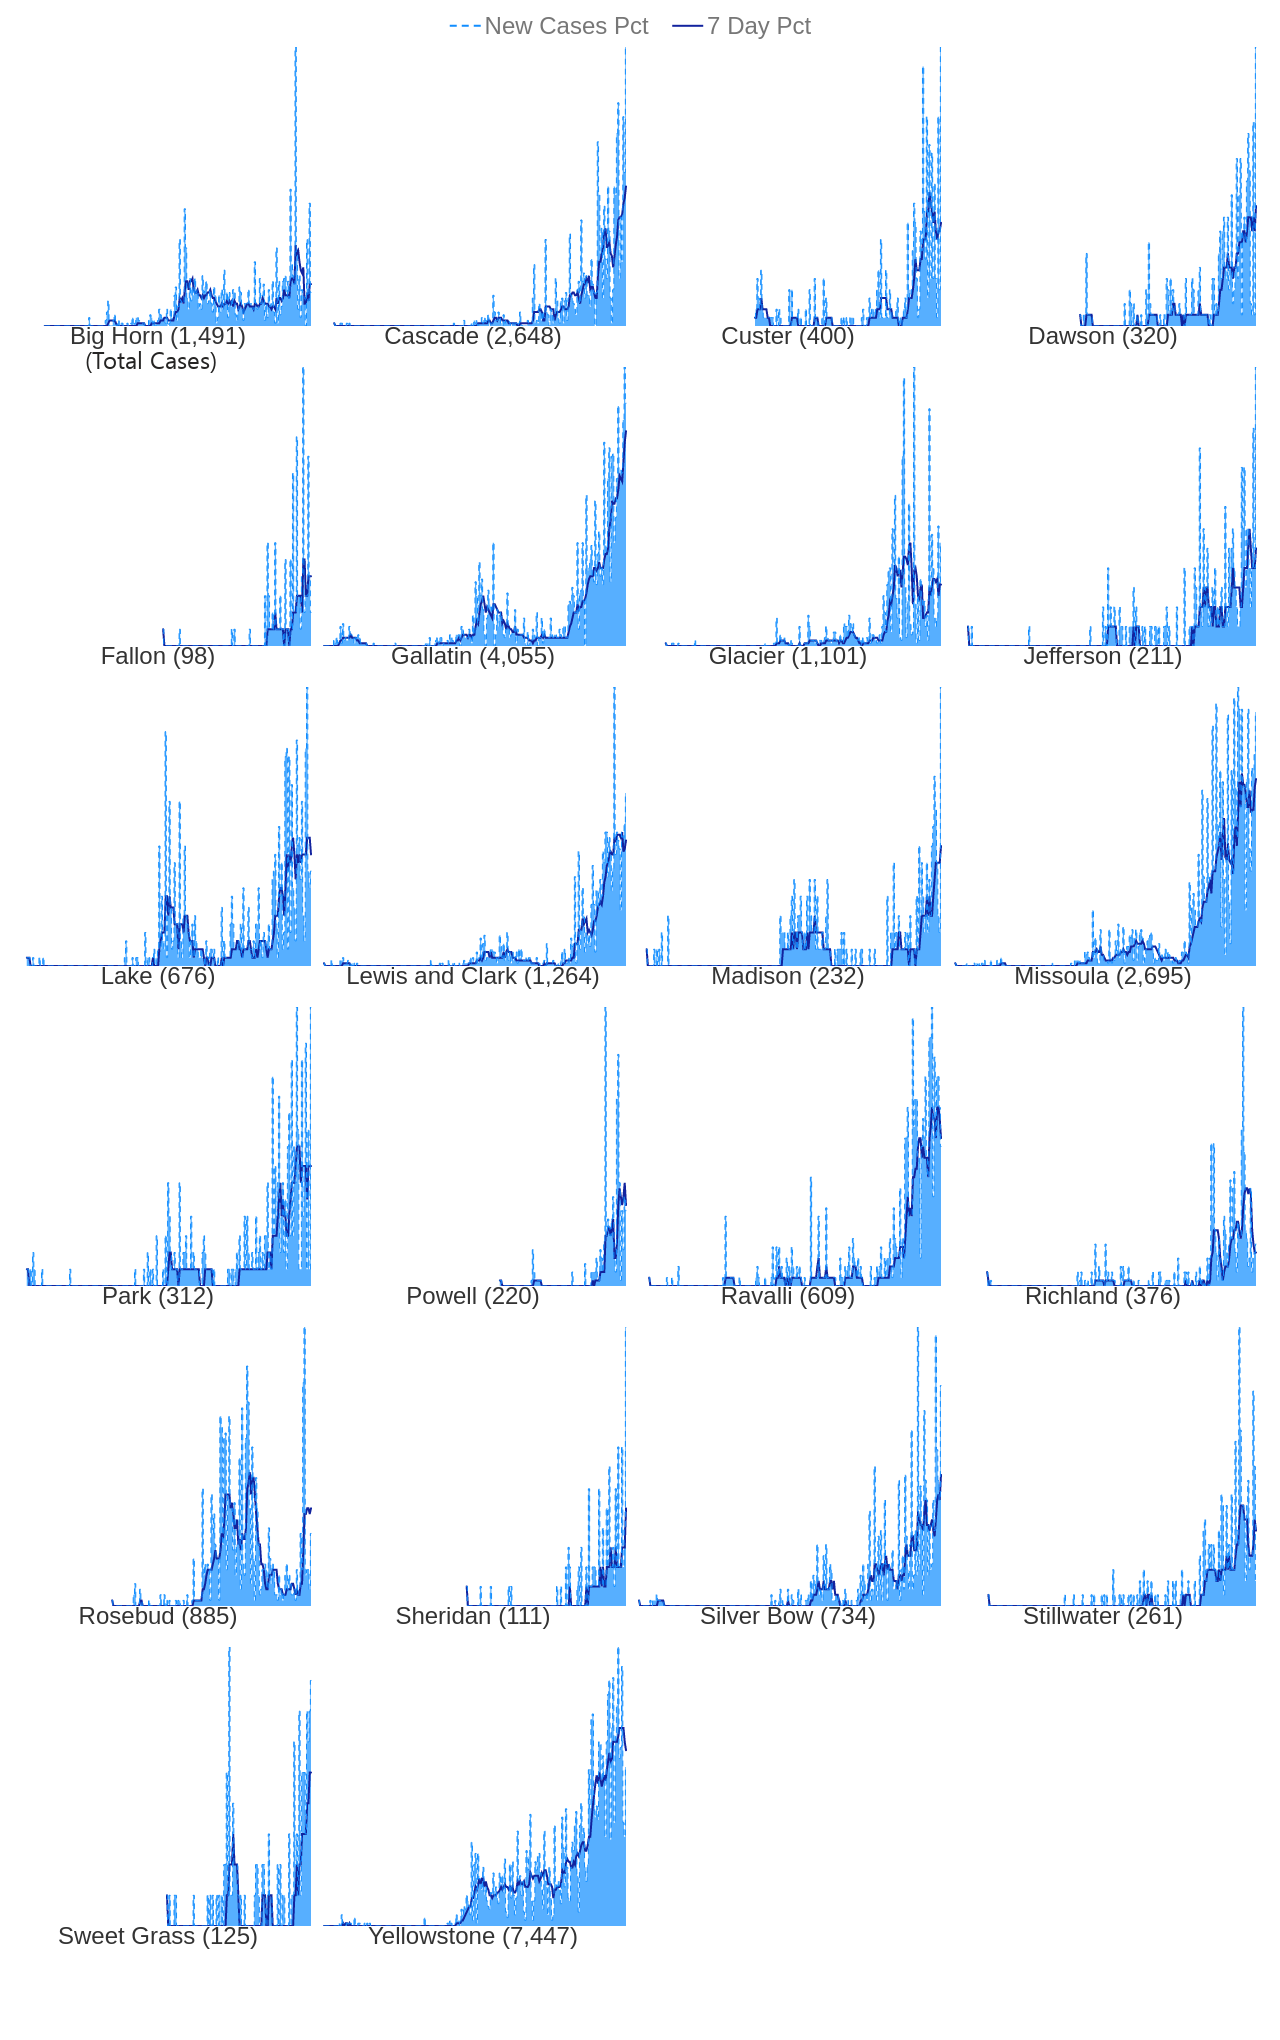 New Cases Pct 7 Day Pct
Big Horn (1,491) Cascade (2,648) Custer (400) Dawson (320)
(Total Cases)
Fallon (98) Gallatin (4,055) Glacier (1,101) Jefferson (211)
Lake (676) Lewis and Clark (1,264) Madison (232) Missoula (2,695)
Park (312) Powell (220) Ravalli (609) Richland (376)
Rosebud (885) Sheridan (111) Silver Bow (734) Stillwater (261)
Sweet Grass (125) Yellowstone (7,447)